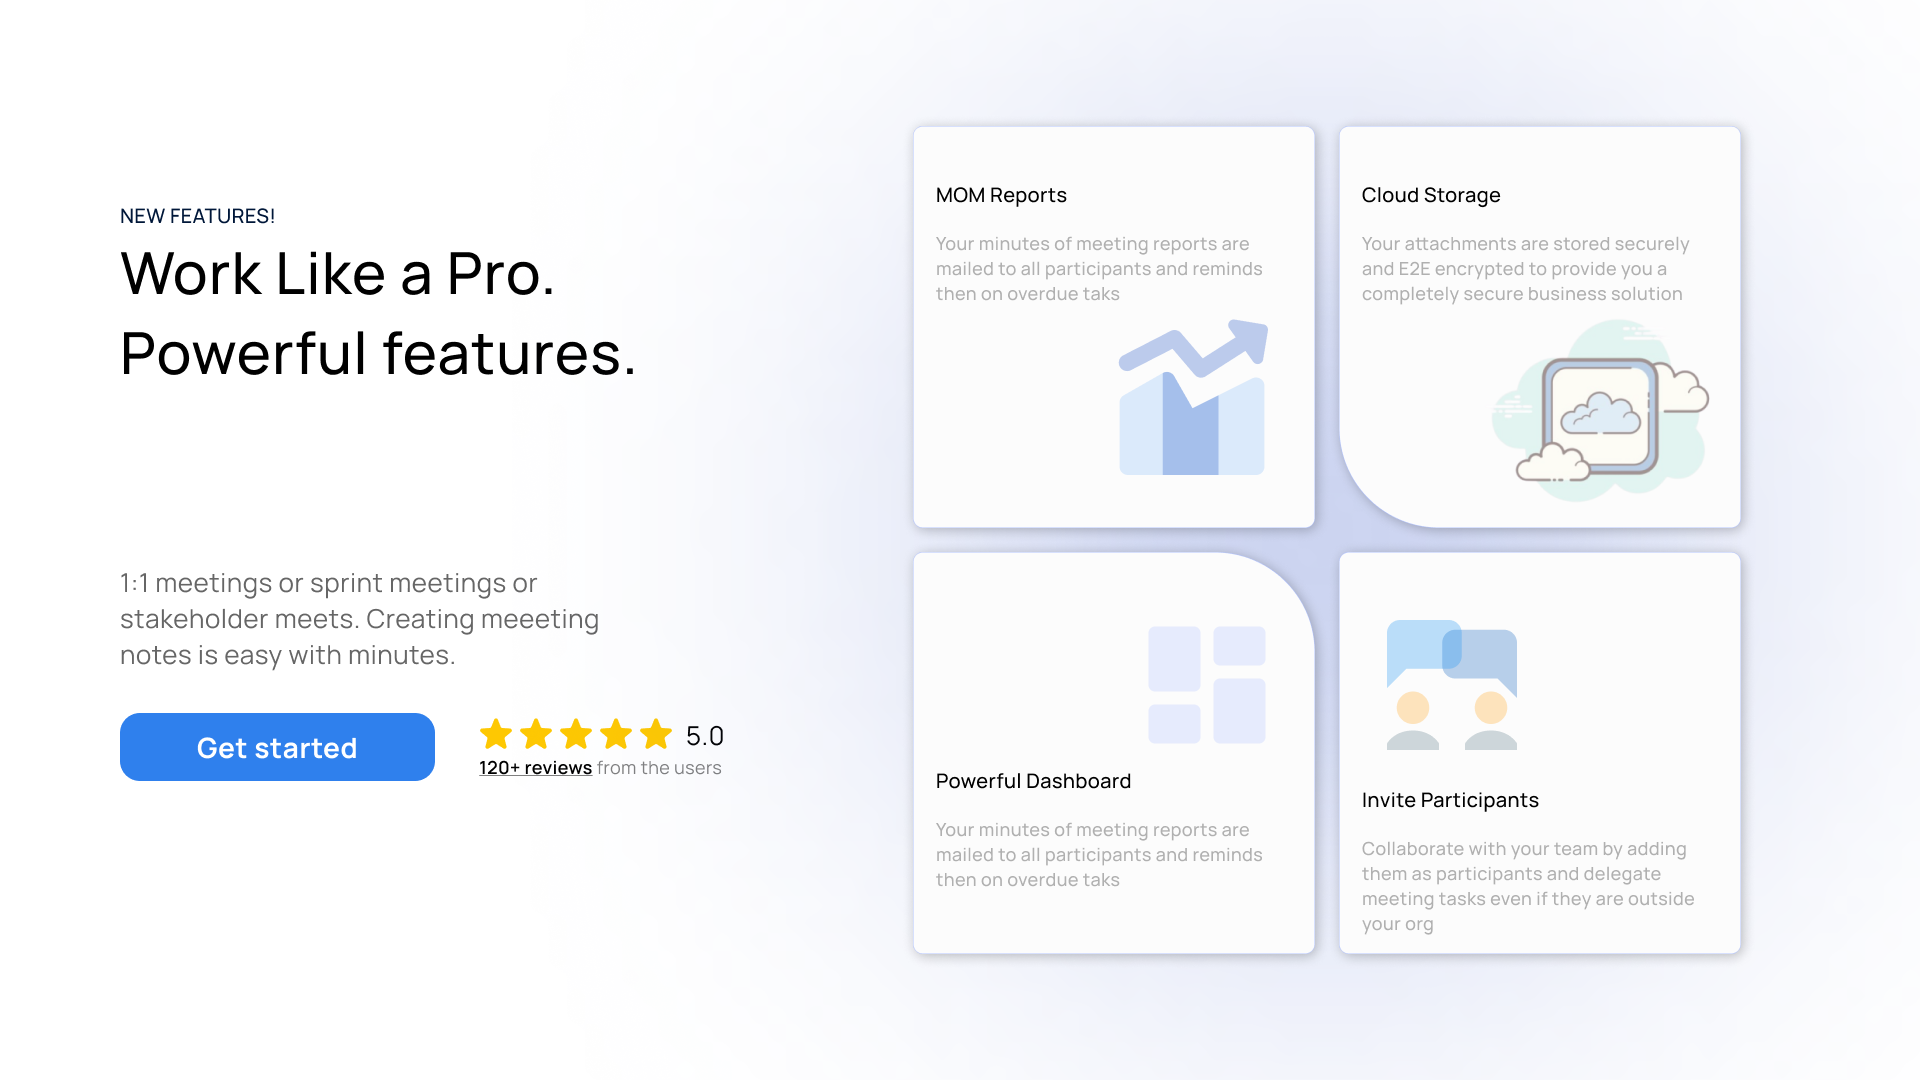 NEW FEATURES!
Work Like a Pro.
Powerful features.
1:1 meetings or sprint meetings or
stakeholder meets. Creating meeeting
notes is easy with minutes.
Get started
5.0
120+ reviews from the users
MOM Reports
Your minutes of meeting reports are
mailed to all participants and reminds
then on overdue taks
Cloud Storage
Your attachments are stored securely
and E2E encrypted to provide you a
completely secure business solution
Powerful Dashboard
Your minutes of meeting reports are
mailed to all participants and reminds
then on overdue taks
Invite Participants
Collaborate with your team by adding
them as participants and delegate
meeting tasks even if they are outside
your org